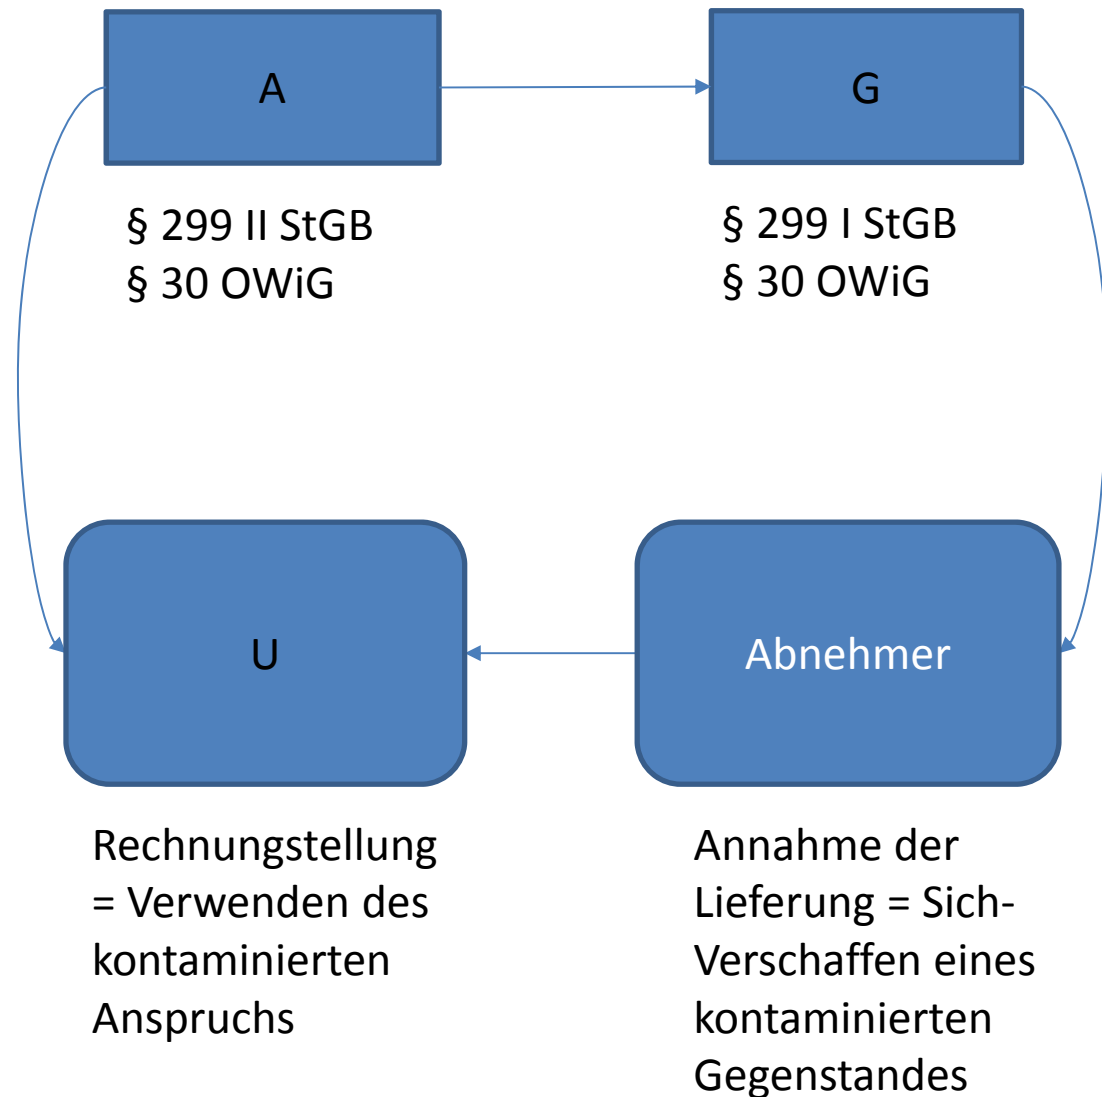 A
G
§ 299 II StGB
§ 30 OWiG
§ 299 I StGB
§ 30 OWiG
U
Abnehmer
Rechnungstellung
= Verwenden des
kontaminierten
Anspruchs
Annahme der
Lieferung = Sich-
Verschaffen eines
kontaminierten
Gegenstandes